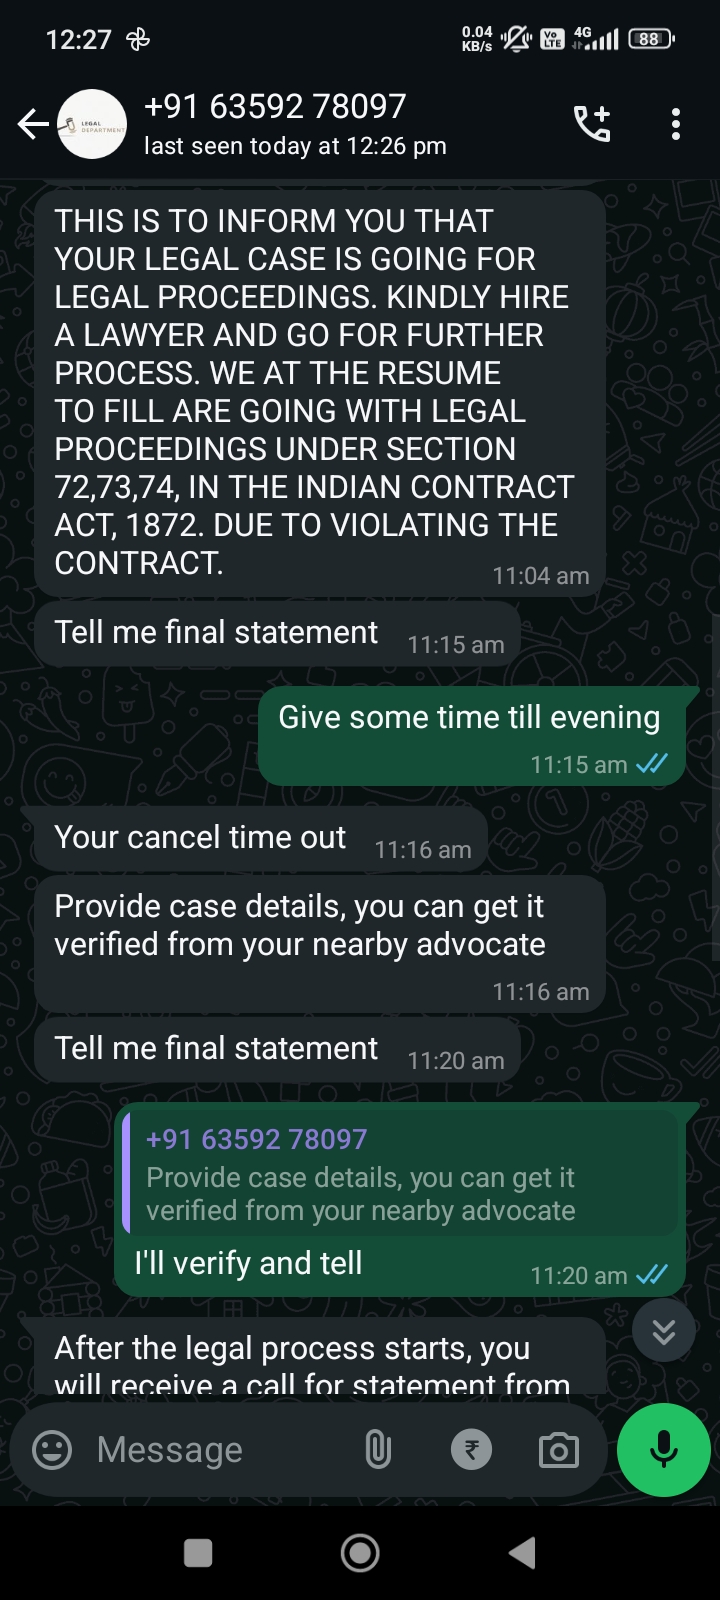 12:27
0.04
KB/s
Vo
LTE
4G
88
LEGAL
DEPARTMENT
+91 63592 78097
last seen today at 12:26 pm
THIS IS TO INFORM YOU THAT
YOUR LEGAL CASE IS GOING FOR
LEGAL PROCEEDINGS. KINDLY HIRE
A LAWYER AND GO FOR FURTHER
PROCESS. WE AT THE RESUME
TO FILL ARE GOING WITH LEGAL
PROCEEDINGS UNDER SECTION
72,73,74, IN THE INDIAN CONTRACT
ACT, 1872. DUE TO VIOLATING THE
CONTRACT.
11:04 am
Tell me final statement 11:15 am
Give some time till evening
11:15 am
Your cancel time out 11:16 am
Provide case details, you can get it
verified from your nearby advocate
11:16 am
Tell me final statement 11:20 am
+91 63592 78097
Provide case details, you can get it
verified from your nearby advocate
I'll verify and tell 11:20 am
After the legal process starts, you
will receive a call for statement from
Message
₹